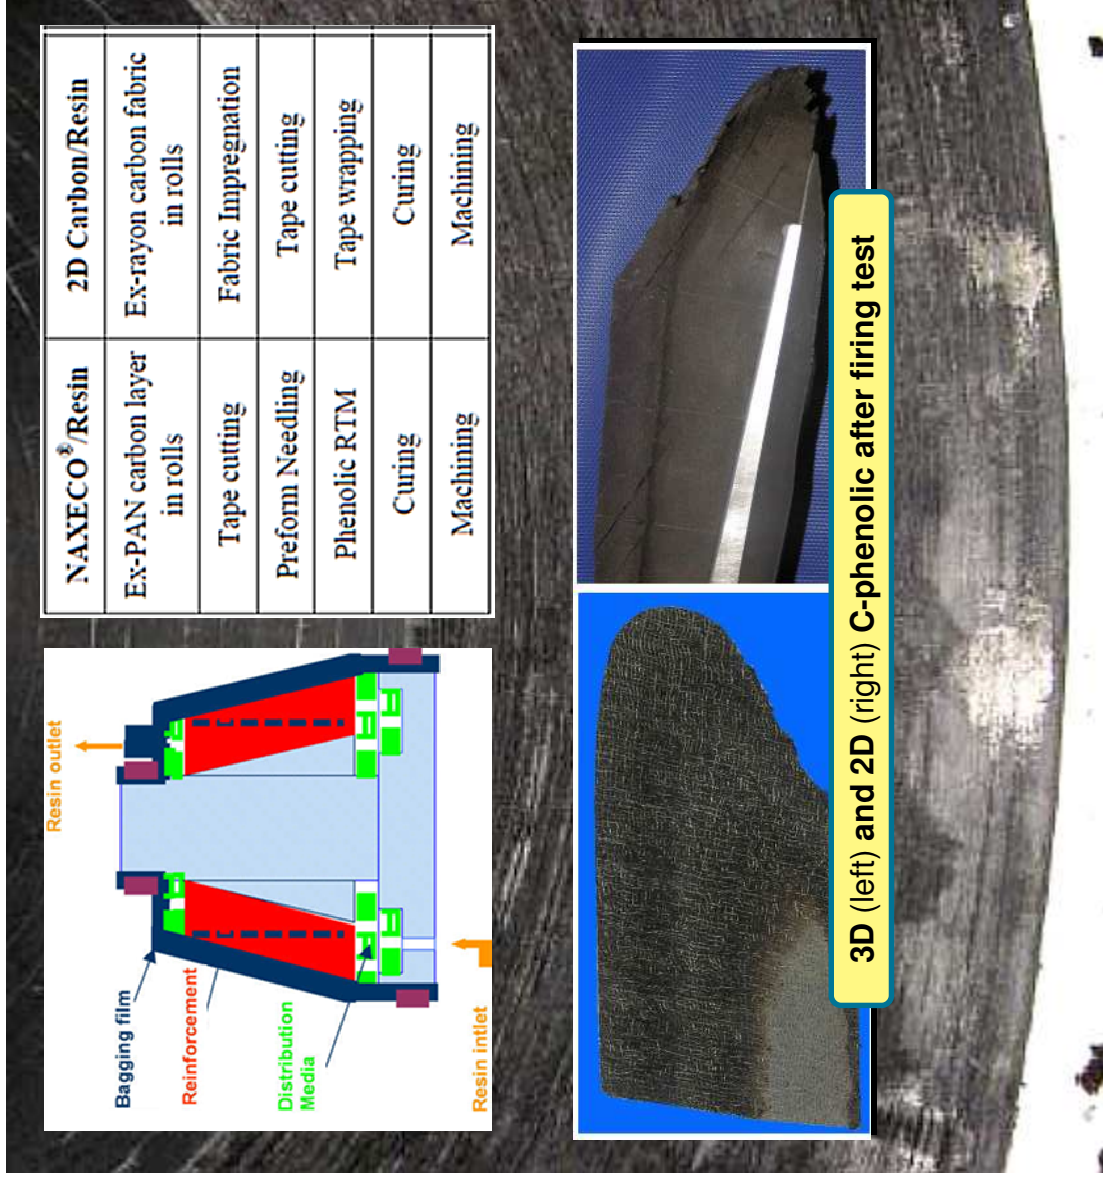 Resin outlet
Bagging film
Reinforcement
Distribution
Media
Resin intlet
NAXECO®/Resin 2D Carbon/Resin
Ex-PAN carbon layer
in rolls
Ex-rayon carbon fabric
in rolls
Tape cutting Fabric Impregnation
Preform Needling Tape cutting
Phenolic RTM Tape wrapping
Curing Curing
Machining Machining
3D (left) and 2D (right) C-phenolic after firing test